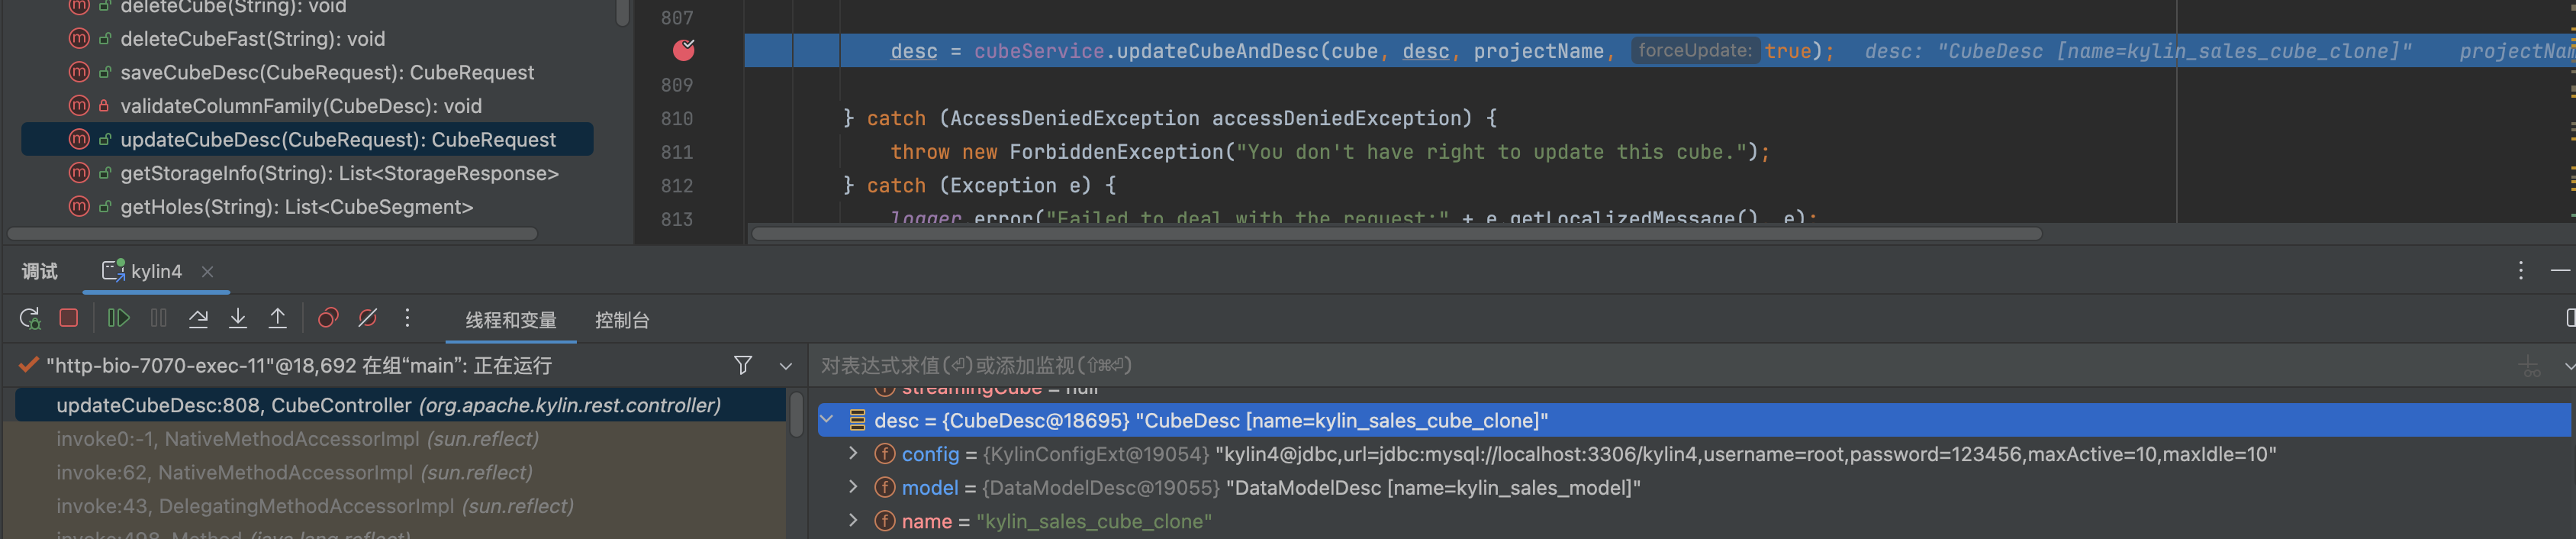 deleteCube(String): void
deleteCubeFast(String): void
saveCubeDesc(CubeRequest): CubeRequest
validateColumnFamily(CubeDesc): void
updateCubeDesc(CubeRequest): CubeRequest
getStorageInfo(String): List<StorageResponse>
getHoles(String): List<CubeSegment>
807
desc = cubeService.updateCubeAndDesc(cube, desc, projectName, forceUpdate: true); desc: "CubeDesc [name=kylin_sales_cube_clone]" projectNam
809
810 } catch (AccessDeniedException accessDeniedException) {
811 throw new ForbiddenException("You don't have right to update this cube.");
812 } catch (Exception e) {
813 logger.error("Failed to deal with the request:" + e.getLocalizedMessage(), e);
调试 kylin4
线程和变量 控制台
"http-bio-7070-exec-11"@18,692 在组“main”: 正在运行
对表达式求值(⏎)或添加监视(⇧⌘⏎)
updateCubeDesc:808, CubeController (org.apache.kylin.rest.controller)
invoke0:-1, NativeMethodAccessorImpl (sun.reflect)
invoke:62, NativeMethodAccessorImpl (sun.reflect)
invoke:43, DelegatingMethodAccessorImpl (sun.reflect)
invoke:498, Method (java.lang.reflect)
streamingCube = null
desc = {CubeDesc@18695} "CubeDesc [name=kylin_sales_cube_clone]"
config = {KylinConfigExt@19054} "kylin4@jdbc,url=jdbc:mysql://localhost:3306/kylin4,username=root,password=123456,maxActive=10,maxIdle=10"
model = {DataModelDesc@19055} "DataModelDesc [name=kylin_sales_model]"
name = "kylin_sales_cube_clone"